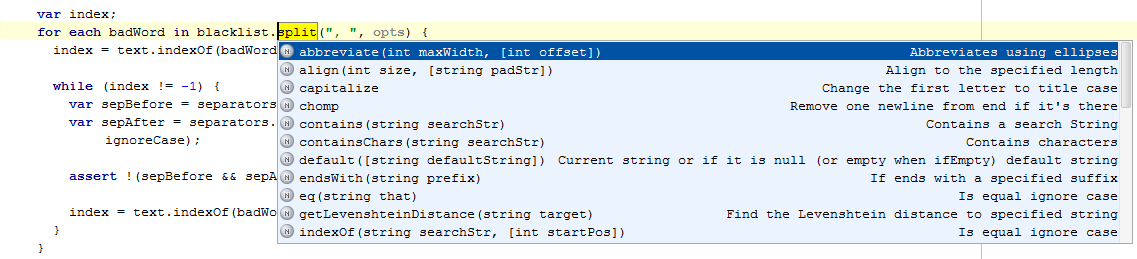 var index;
for each badWord in blacklist.split(", ", opts) {
index = text.indexOf(badWord
abbreviate(int maxWidth, [int offset]) Abbreviates using ellipses
align(int size, [string padStr]) Align to the specified length
while (index != -1) {
capitalize Change the first letter to title case
var sepBefore = separators
chomp Remove one newline from end if it's there
var sepAfter = separators.
contains(string searchStr) Contains a search String
ignoreCase);
containsChars(string searchStr) Contains characters
default([string defaultString]) Current string or if it is null (or empty when ifEmpty) default string
assert !(sepBefore && sepA
endsWith(string prefix) If ends with a specified suffix
eq(string that) Is equal ignore case
index = text.indexOf(badWo
getLevenshteinDistance(string target) Find the Levenshtein distance to specified string
}
indexOf(string searchStr, [int startPos]) Is equal ignore case
}